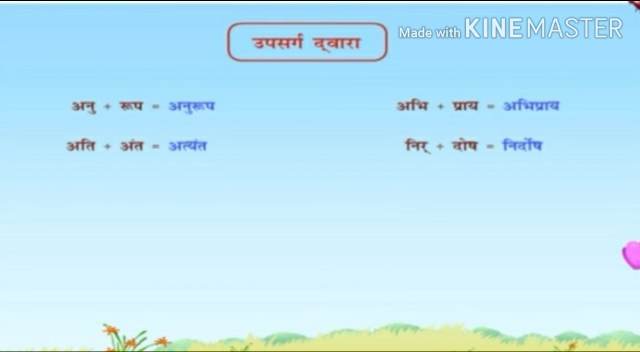 उपसर्ग द्‌वारा
Made with KINEMASTER
अनु + रूप = अनुरूप
अभि + प्राय = अभिप्राय
अति + अंत = अत्यंत
निर् + दोष = निर्दोष